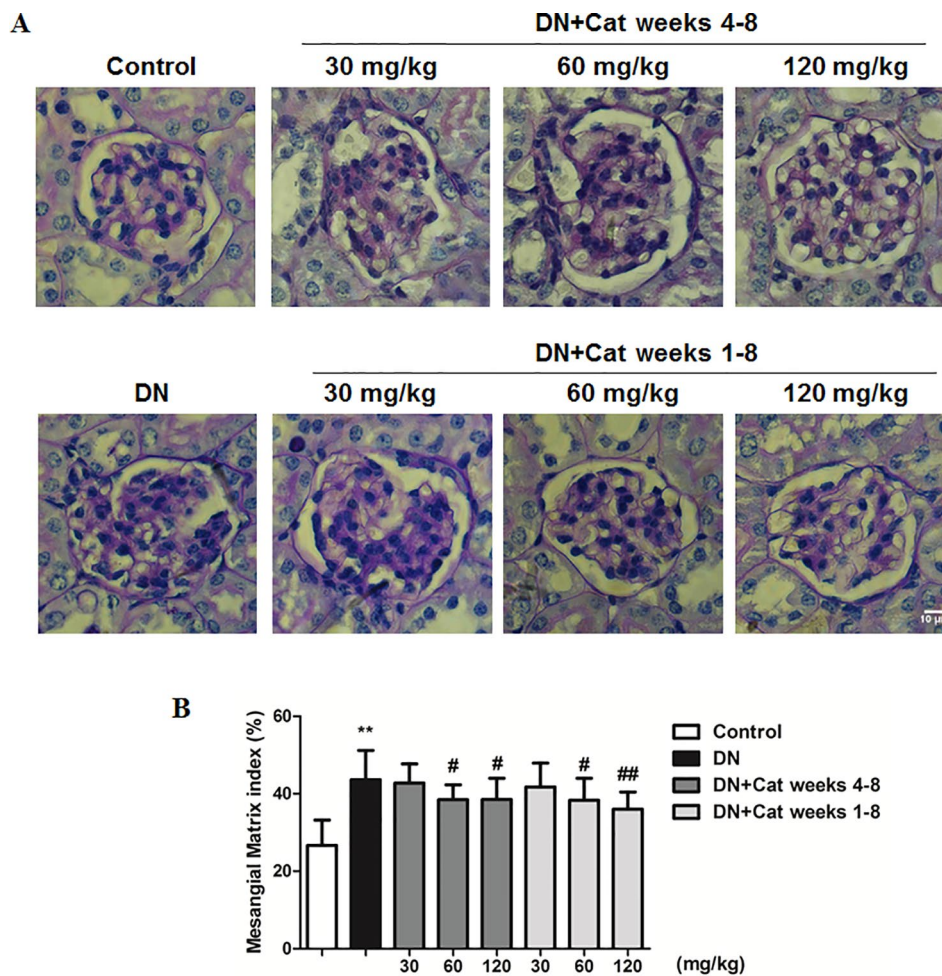 A
DN+Cat weeks 4-8
Control 30 mg/kg 60 mg/kg 120 mg/kg
DN+Cat weeks 1-8
DN 30 mg/kg 60 mg/kg 120 mg/kg
B
Mesangial Matrix index (%)
60
40
20
0
** # # # ##
30 60 120 30 60 120 (mg/kg)
Control
DN
DN+Cat weeks 4-8
DN+Cat weeks 1-8